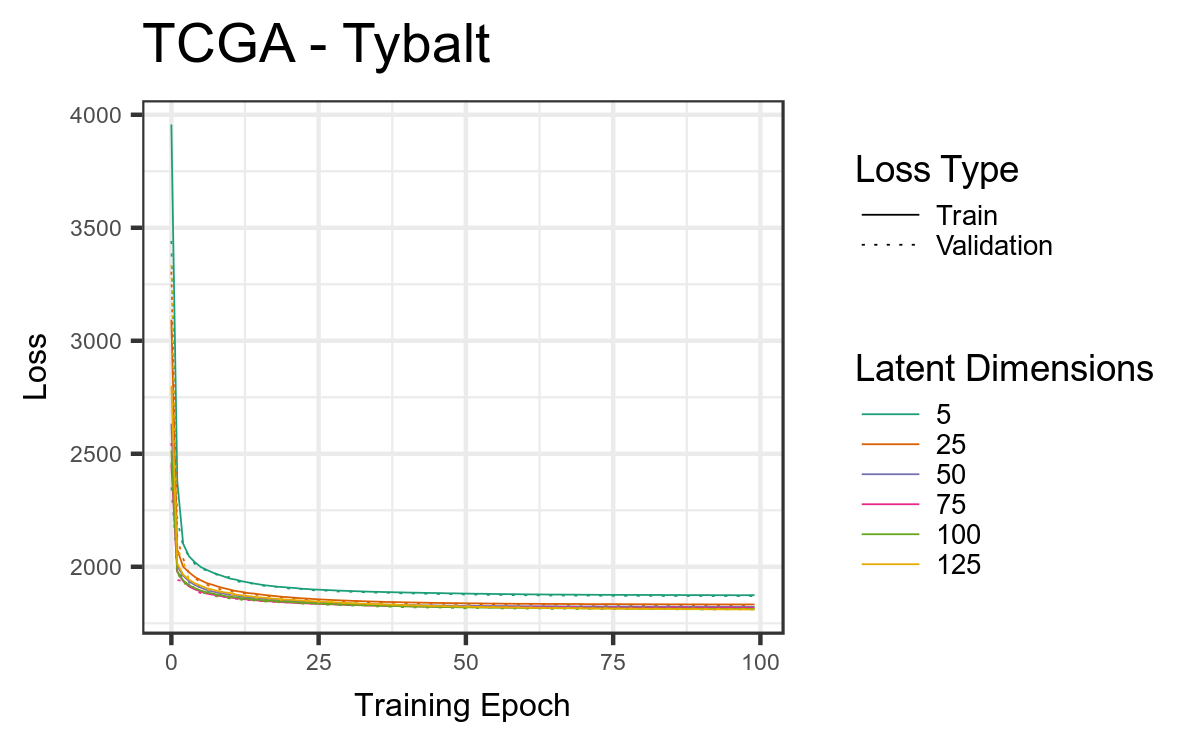 TCGA - Tybalt
4000
3500
3000
2500
2000
Loss
0 25 50 75 100
Training Epoch
Loss Type
Train
Validation
Latent Dimensions
5
25
50
75
100
125